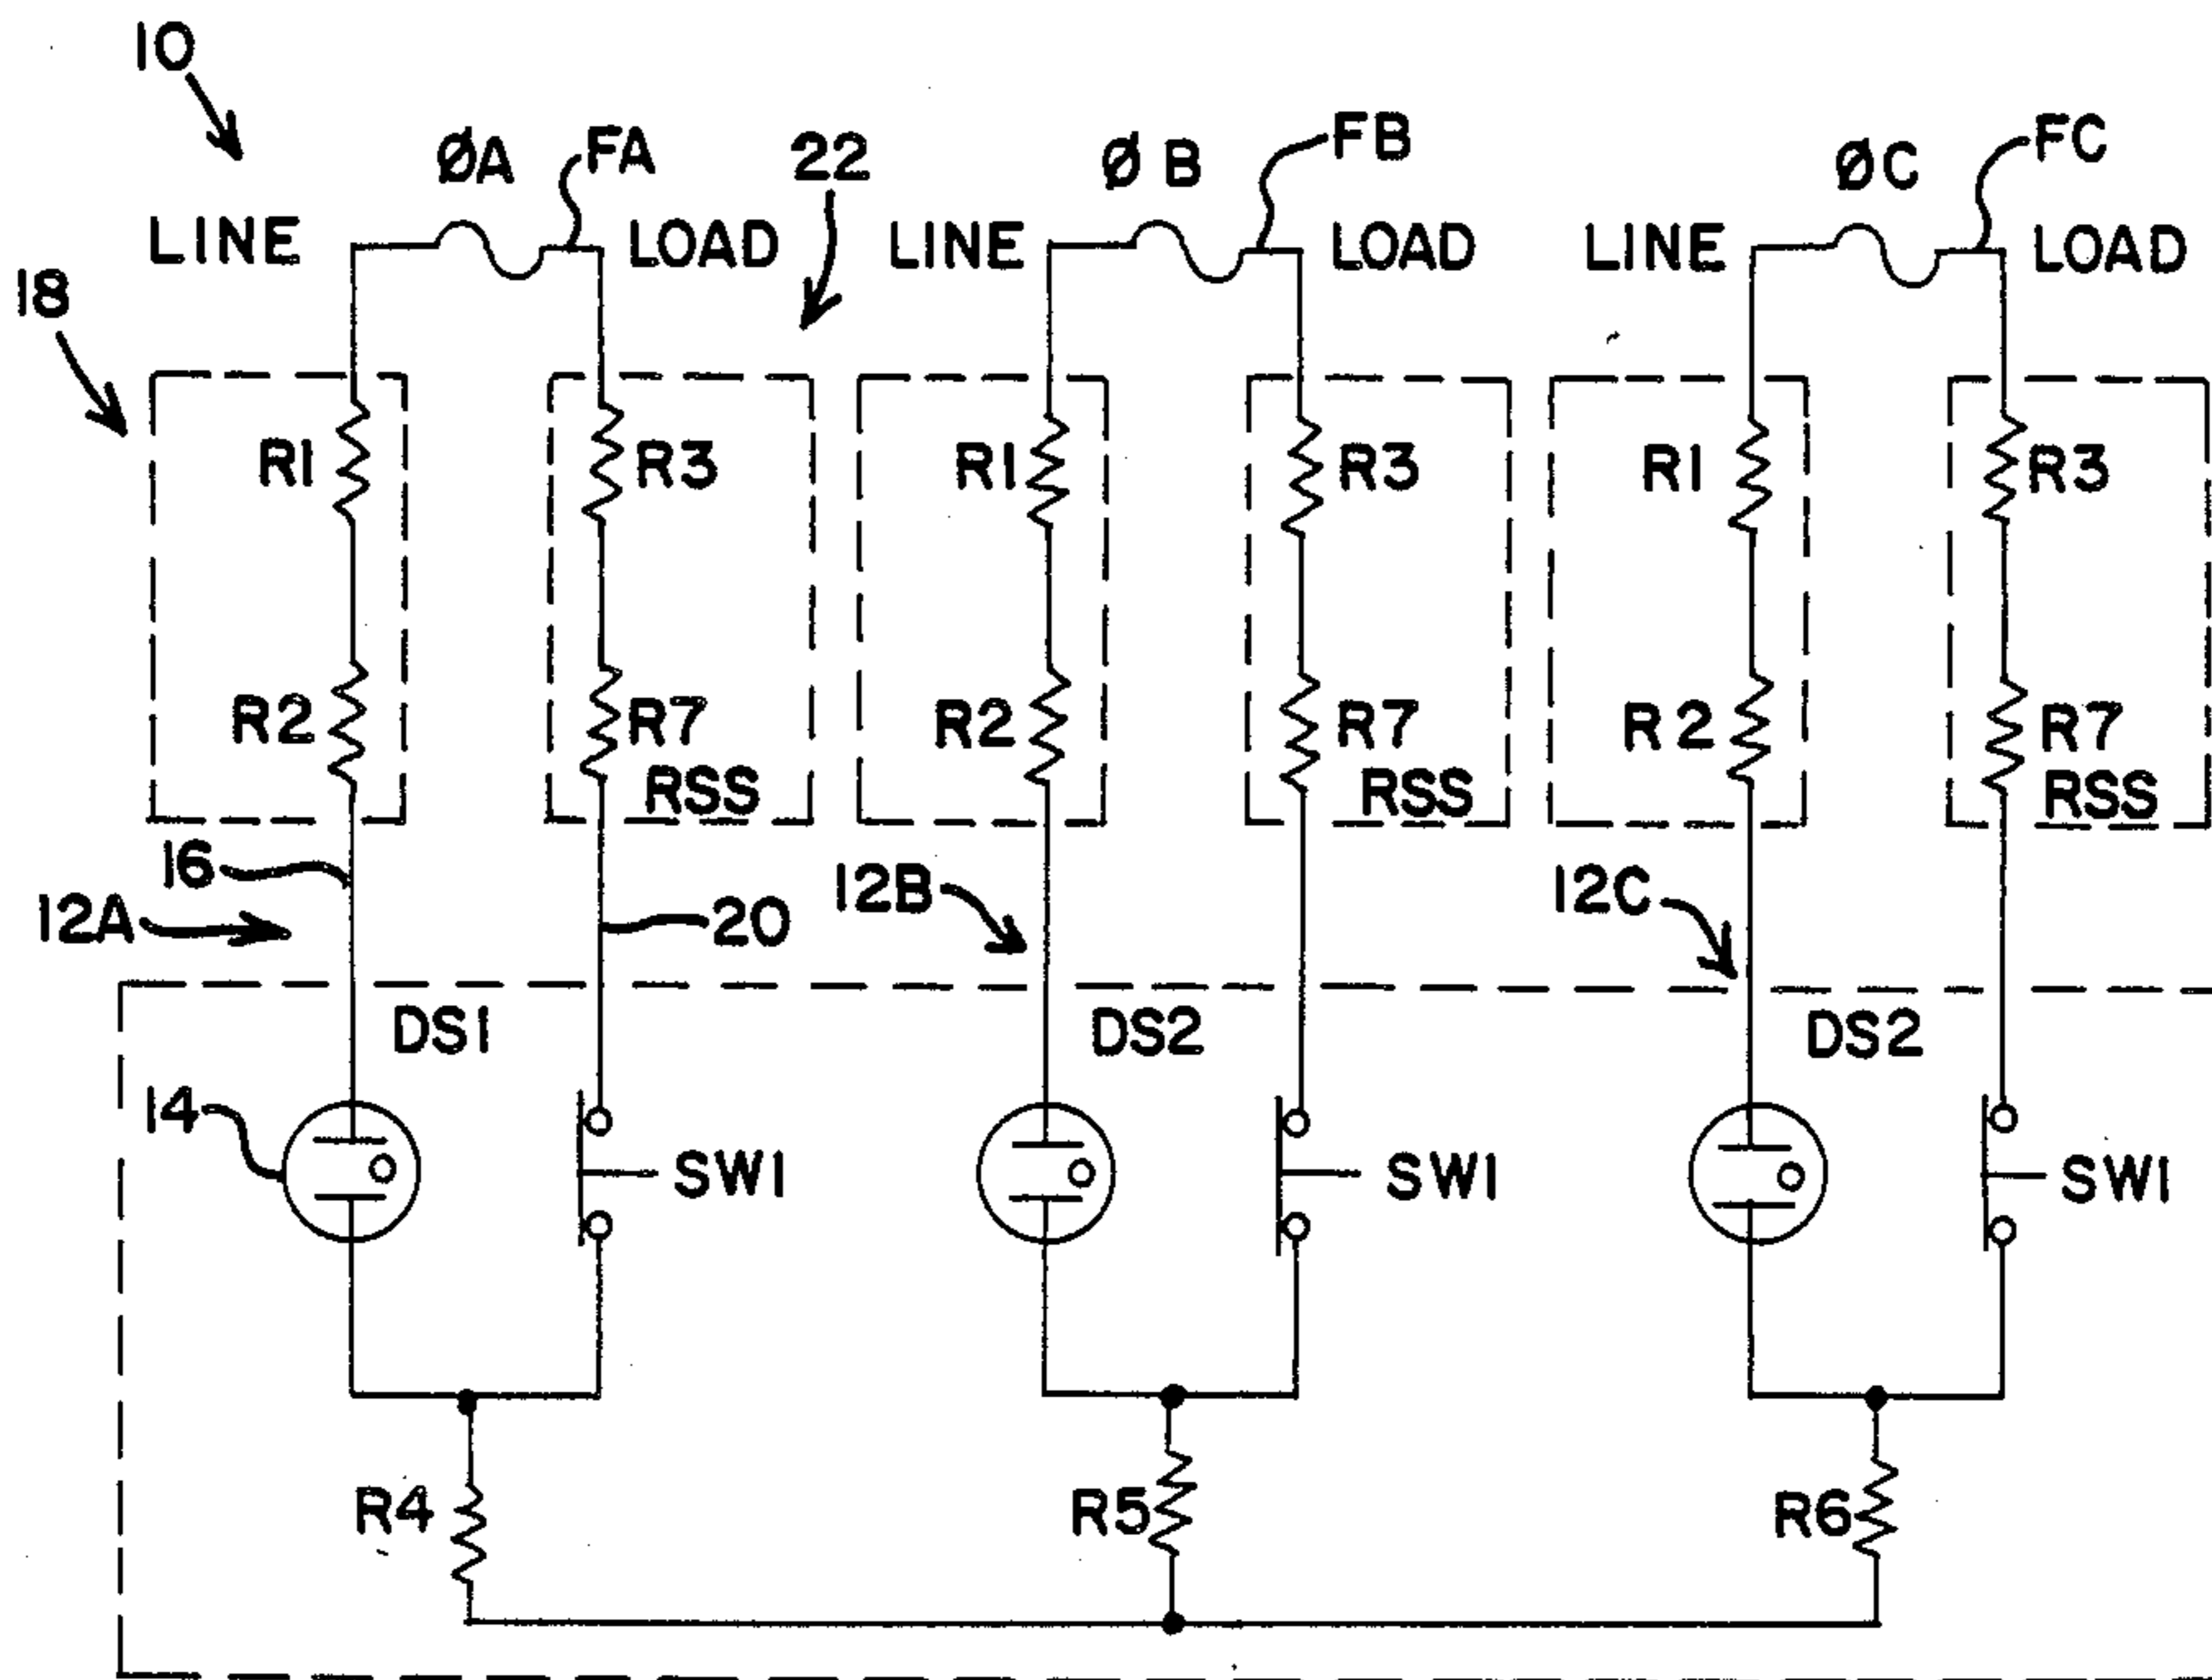 10
ØA FA 22 ØB FB ØC FC
LINE LOAD LINE LOAD LINE LOAD
18
R1 R3 R1 R3 R1 R3
R2 R7 R2 R7 R2 R7
RSS RSS RSS
16
12A 20 12B 12C
DS1 DS2 DS2
14
SW1 SW1 SW1
R4 R5 R6